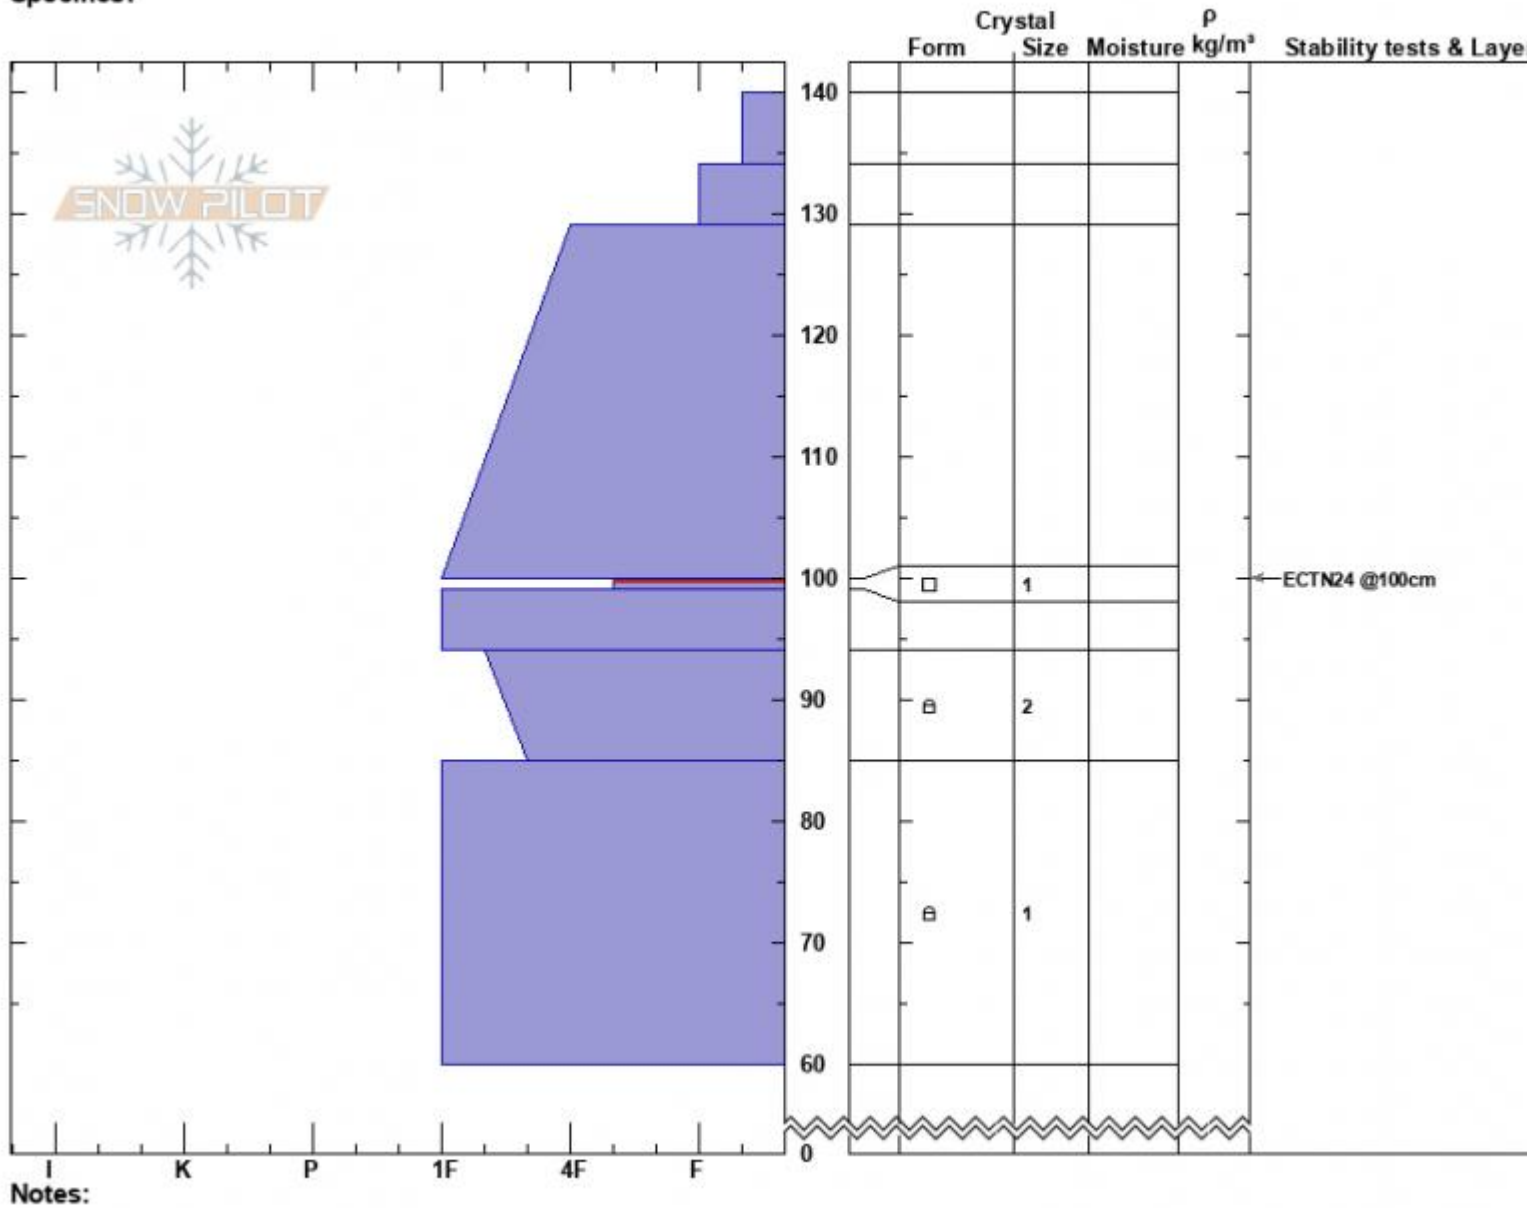 Specifics:
Crystal ρ
Form Size Moisture kg/m³ Stability tests & Laye
140
SNOW PILOT
130
120
110
100 1 ECTN24 @100cm
90 2
80
1
70
60
0
I K P 1F 4F F
Notes: